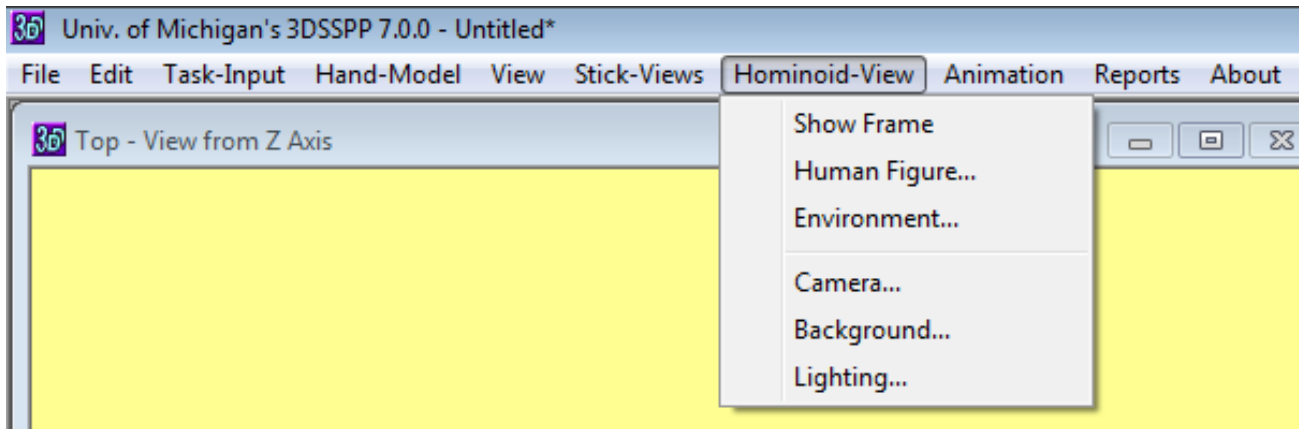 3D Univ. of Michigan's 3DSSPP 7.0.0 - Untitled*
File Edit Task-Input Hand-Model View Stick-Views Hominoid-View Animation Reports About
3D Top - View from Z Axis
Show Frame
Human Figure...
Environment...
Camera...
Background...
Lighting...